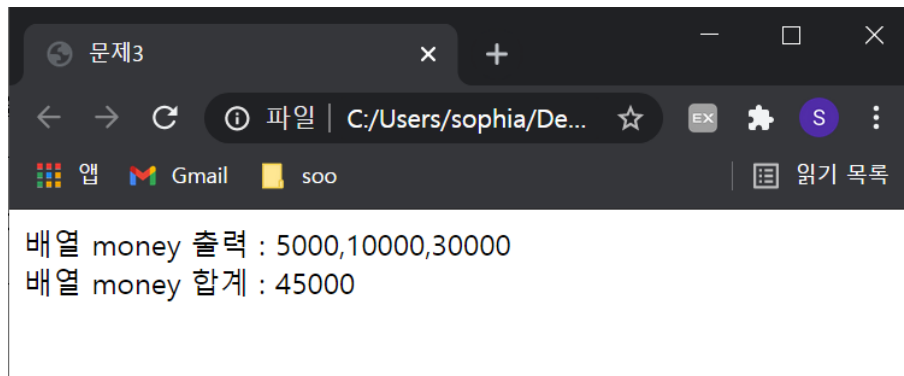 문제3
파일 C:/Users/sophia/De... EX S
앱 Gmail soo 읽기 목록
배열 money 출력 : 5000,10000,30000
배열 money 합계 : 45000